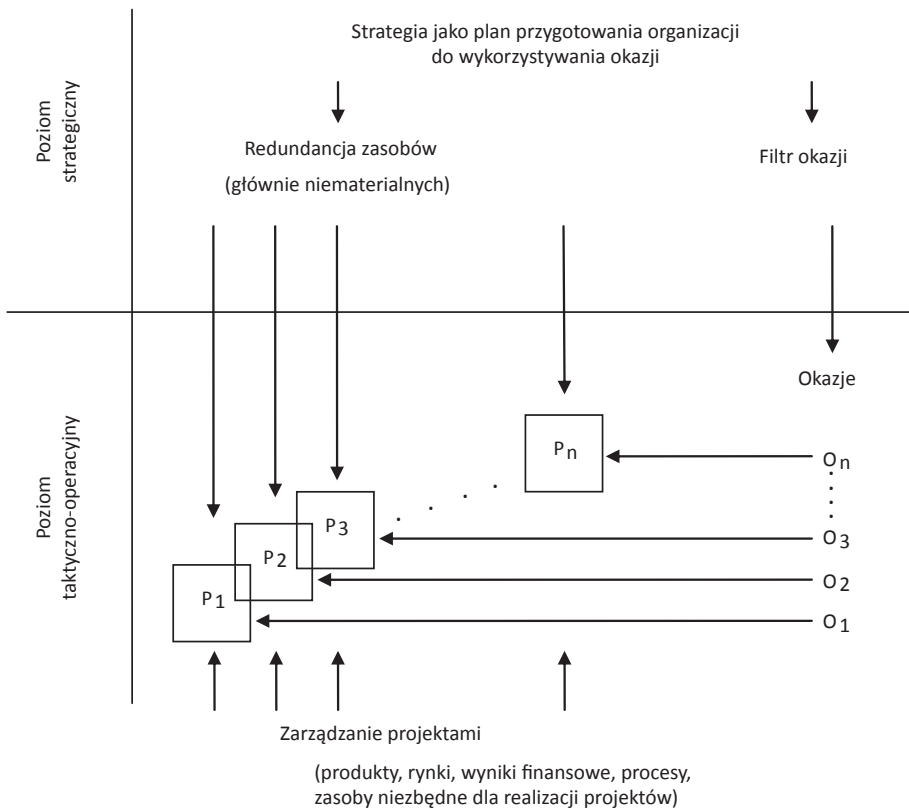 Strategia jako plan przygotowania organizacji
do wykorzystywania okazji
Poziom
strategiczny
Redundancja zasobów
(głównie niematerialnych)
Filtr okazji
Okazje
Poziom
taktyczno-operacyjny
Pn
On
P3
O3
P2
O2
P1
O1
Zarządzanie projektami
(produkty, rynki, wyniki finansowe, procesy,
zasoby niezbędne dla realizacji projektów)